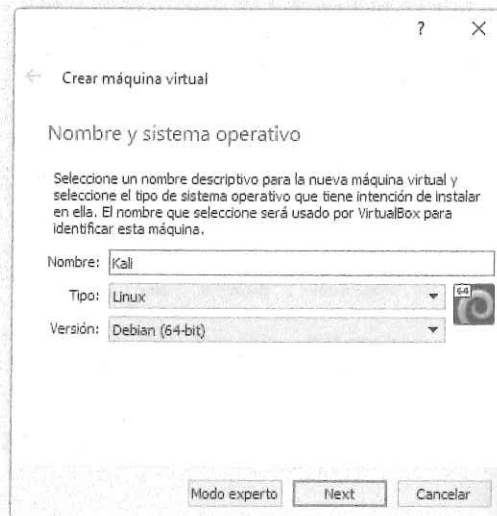 ?
Crear máquina virtual
Nombre y sistema operativo
Seleccione un nombre descriptivo para la nueva máquina virtual y
seleccione el tipo de sistema operativo que tiene intención de instalar
en ella. El nombre que seleccione será usado por VirtualBox para
identificar esta máquina.
Nombre: Kali
Tipo: Linux
64
Versión: Debian (64-bit)
Modo experto Next Cancelar